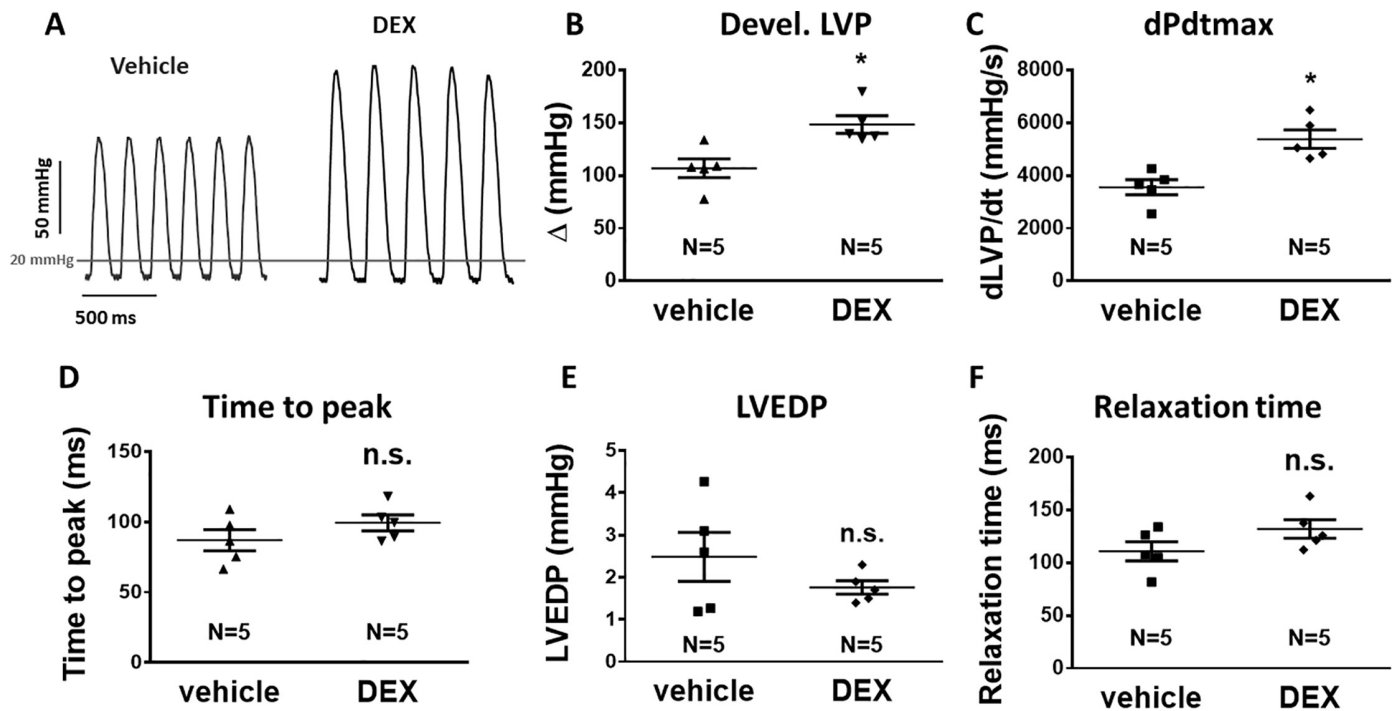 A
Vehicle
DEX
50 mmHg
20 mmHg
500 ms
B
Devel. LVP
Δ (mmHg)
200
150
100
50
0
*
N=5
N=5
vehicle
DEX
C
dPdtmax
dLVP/dt (mmHg/s)
8000
6000
4000
2000
0
*
N=5
N=5
vehicle
DEX
D
Time to peak
Time to peak (ms)
150
100
50
0
n.s.
N=5
N=5
vehicle
DEX
E
LVEDP
LVEDP (mmHg)
5
4
3
2
1
0
n.s.
N=5
N=5
vehicle
DEX
F
Relaxation time
Relaxation time (ms)
200
150
100
50
0
n.s.
N=5
N=5
vehicle
DEX